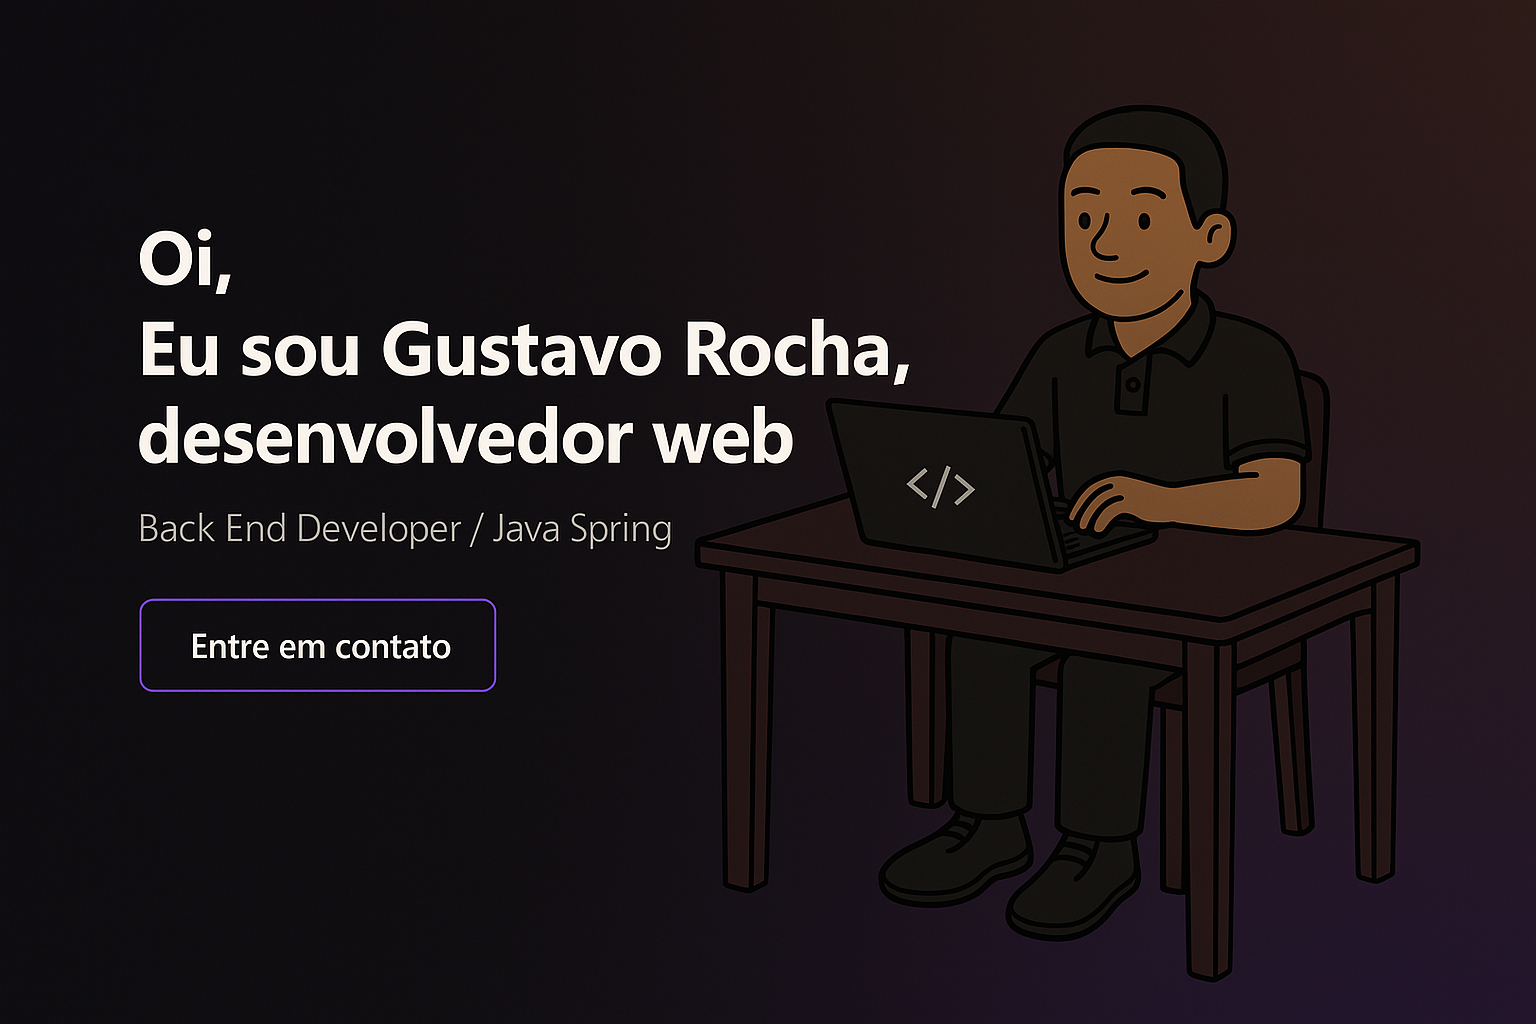 Oi,
Eu sou Gustavo Rocha,
desenvolvedor web
Back End Developer / Java Spring
Entre em contato
</>